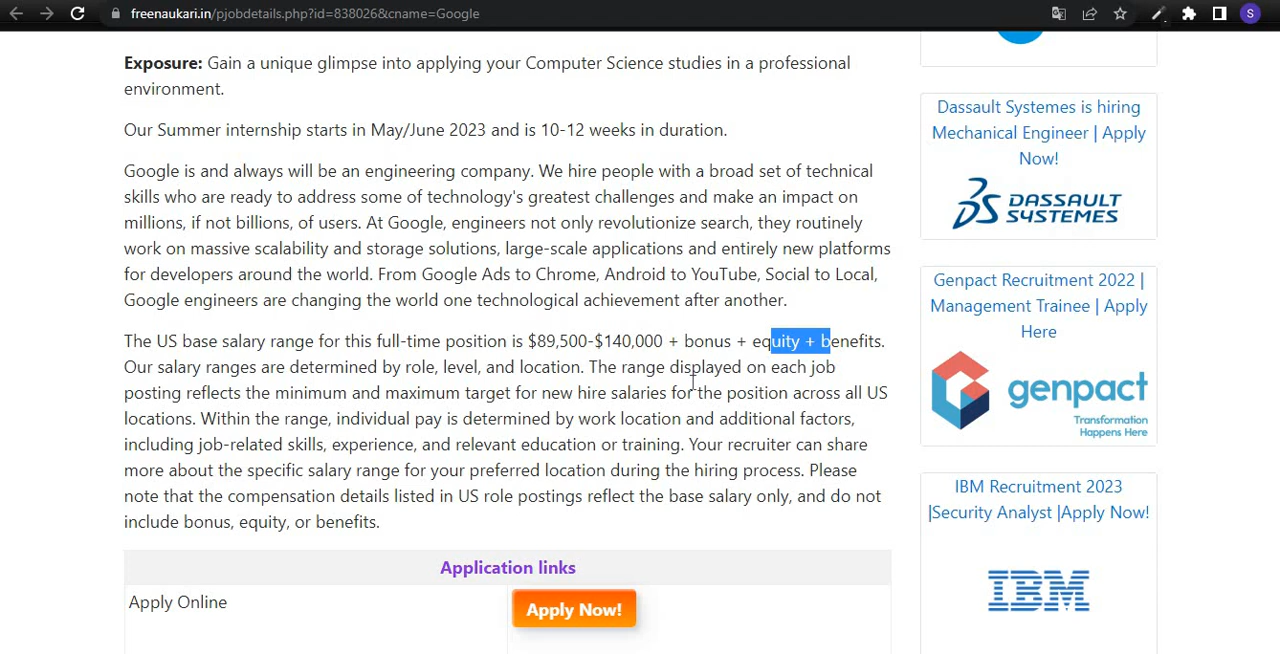 freenaukari.in/pjobdetails.php?id=838026&cname=Google
S
Exposure: Gain a unique glimpse into applying your Computer Science studies in a professional
environment.
Our Summer internship starts in May/June 2023 and is 10-12 weeks in duration.
Google is and always will be an engineering company. We hire people with a broad set of technical
skills who are ready to address some of technology's greatest challenges and make an impact on
millions, if not billions, of users. At Google, engineers not only revolutionize search, they routinely
work on massive scalability and storage solutions, large-scale applications and entirely new platforms
for developers around the world. From Google Ads to Chrome, Android to YouTube, Social to Local,
Google engineers are changing the world one technological achievement after another.
The US base salary range for this full-time position is $89,500-$140,000 + bonus + equity + benefits.
Our salary ranges are determined by role, level, and location. The range displayed on each job
posting reflects the minimum and maximum target for new hire salaries for the position across all US
locations. Within the range, individual pay is determined by work location and additional factors,
including job-related skills, experience, and relevant education or training. Your recruiter can share
more about the specific salary range for your preferred location during the hiring process. Please
note that the compensation details listed in US role postings reflect the base salary only, and do not
include bonus, equity, or benefits.
Application links
Apply Online
Apply Now!
Dassault Systemes is hiring
Mechanical Engineer | Apply
Now!
DASSAULT
SYSTEMES
Genpact Recruitment 2022 |
Management Trainee | Apply
Here
genpact
Transformation
Happens Here
IBM Recruitment 2023
|Security Analyst |Apply Now!
IBM